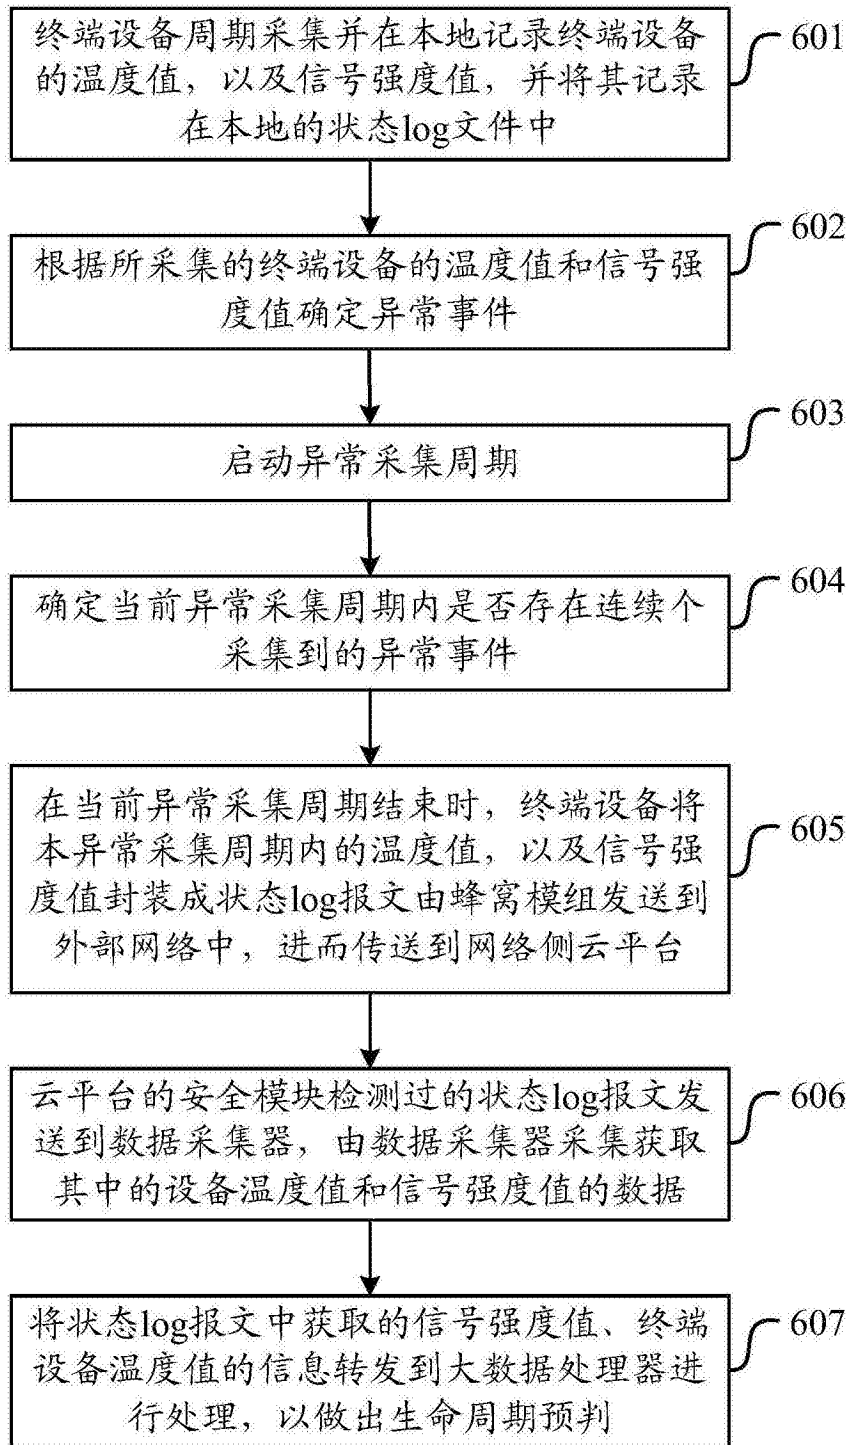 终端设备周期采集并在本地记录终端设备
的温度值，以及信号强度值，并将其记录
在本地的状态log文件中
601
根据所采集的终端设备的温度值和信号强
度值确定异常事件
602
启动异常采集周期
603
确定当前异常采集周期内是否存在连续个
采集到的异常事件
604
在当前异常采集周期结束时，终端设备将
本异常采集周期内的温度值，以及信号强
度值封装成状态log报文由蜂窝模组发送到
外部网络中，进而传送到网络侧云平台
605
云平台的安全模块检测过的状态log报文发
送到数据采集器，由数据采集器采集获取
其中的设备温度值和信号强度值的数据
606
将状态log报文中获取的信号强度值、终端
设备温度值的信息转发到大数据处理器进
行处理，以做出生命周期预判
607